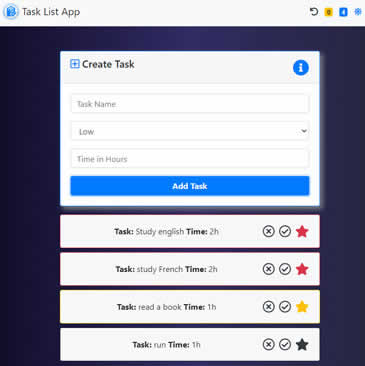 Task List App
0
4
Create Task
Task Name
Low
Time in Hours
Add Task
Task: Study english Time: 2h
Task: study French Time: 2h
Task: read a book Time: 1h
Task: run Time: 1h